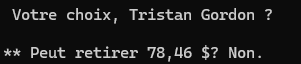 Votre choix, Tristan Gordon ?
** Peut retirer 78,46 $? Non.